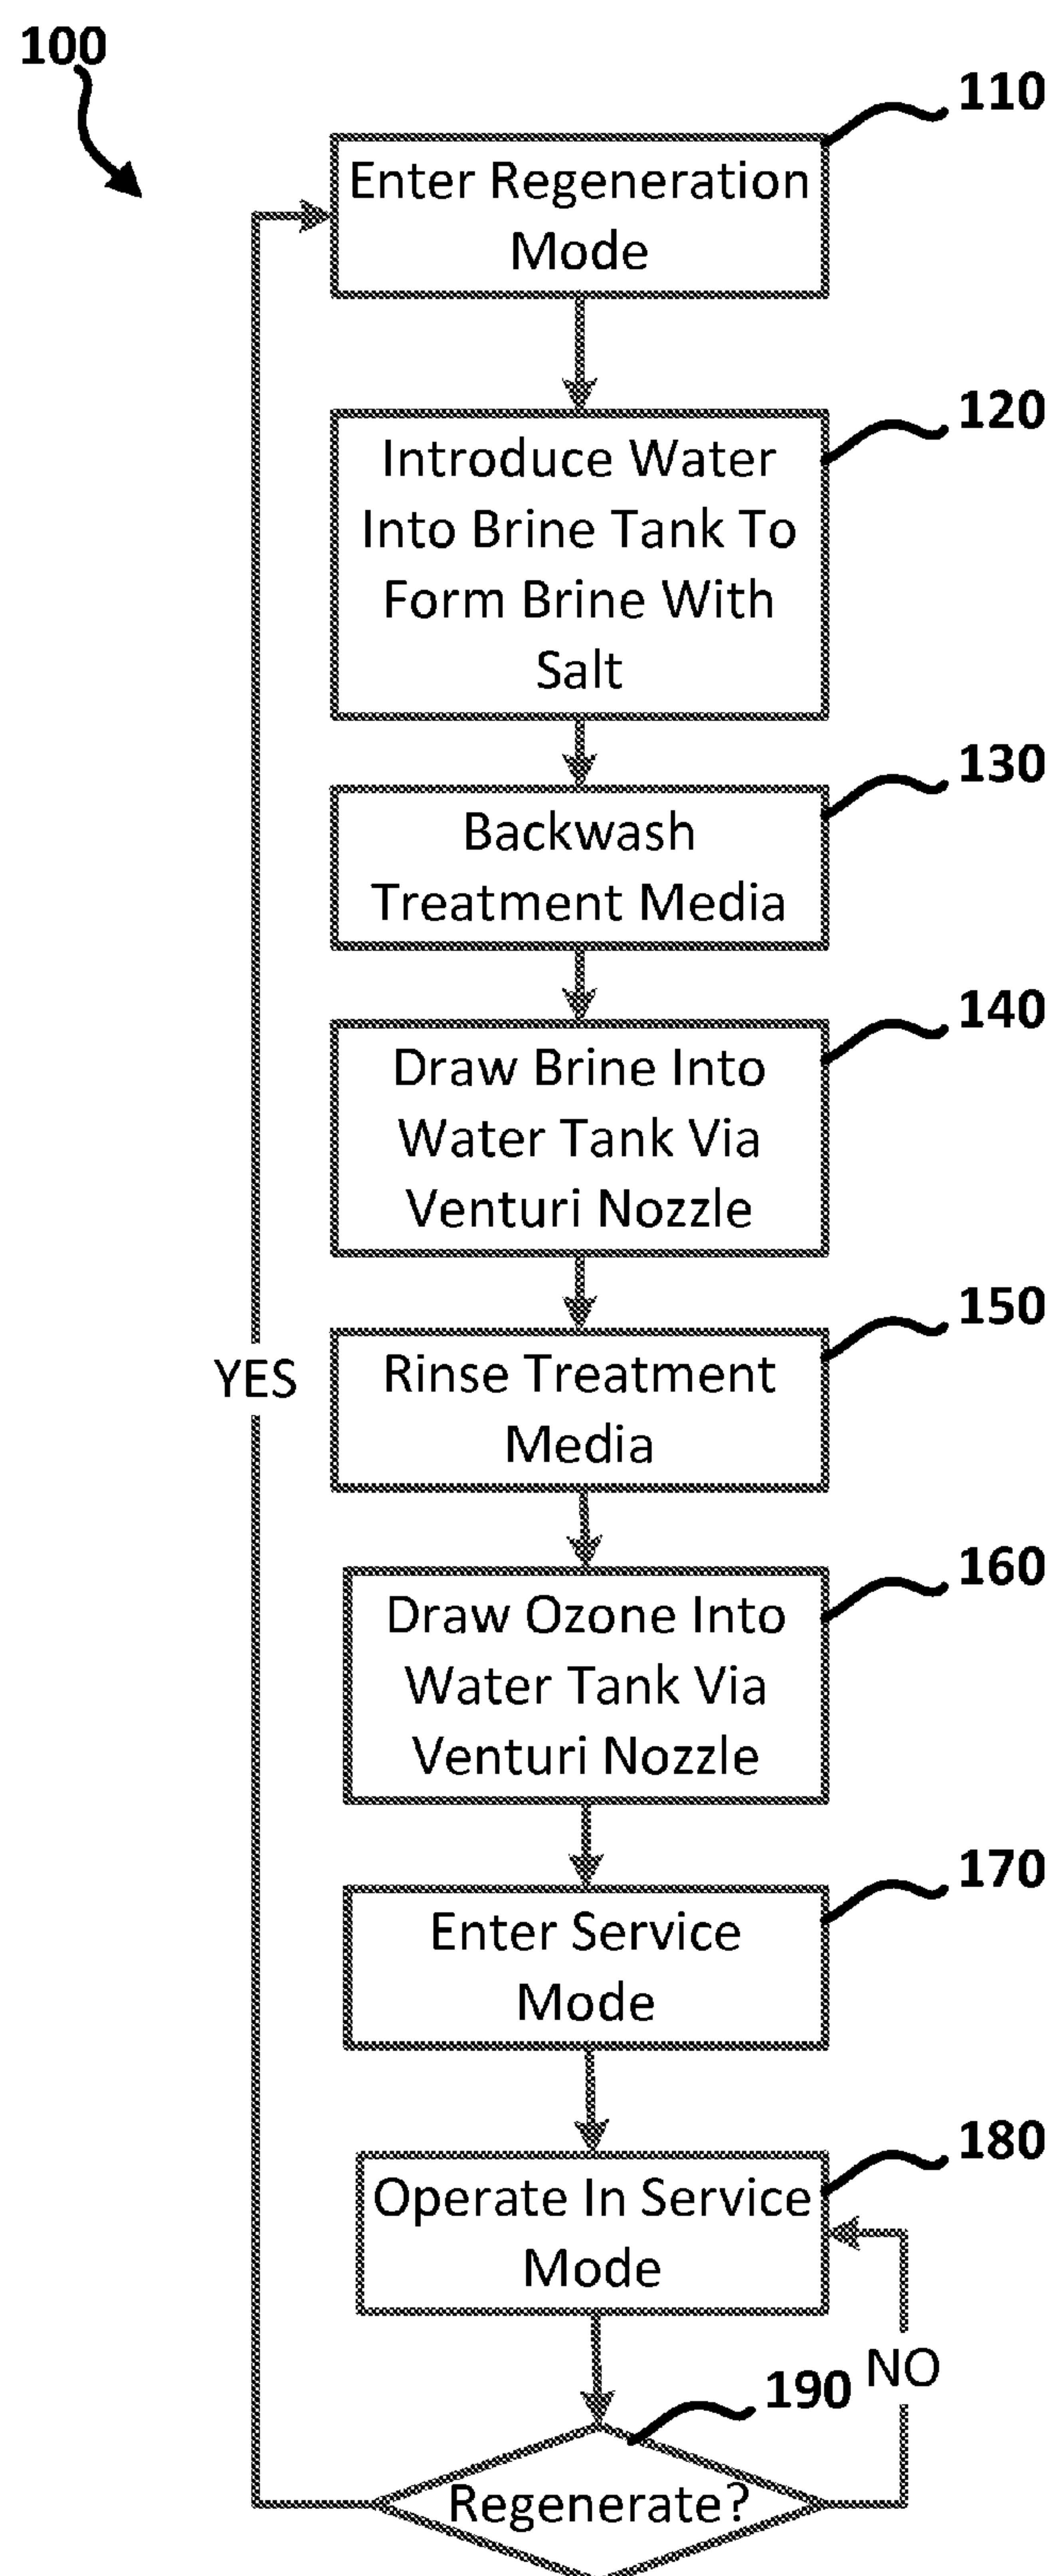 100
110
Enter Regeneration
Mode
120
Introduce Water
Into Brine Tank To
Form Brine With
Salt
130
Backwash
Treatment Media
140
Draw Brine Into
Water Tank Via
Venturi Nozzle
150
Rinse Treatment
Media
YES
160
Draw Ozone Into
Water Tank Via
Venturi Nozzle
170
Enter Service
Mode
180
Operate In Service
Mode
NO
190
Regenerate?